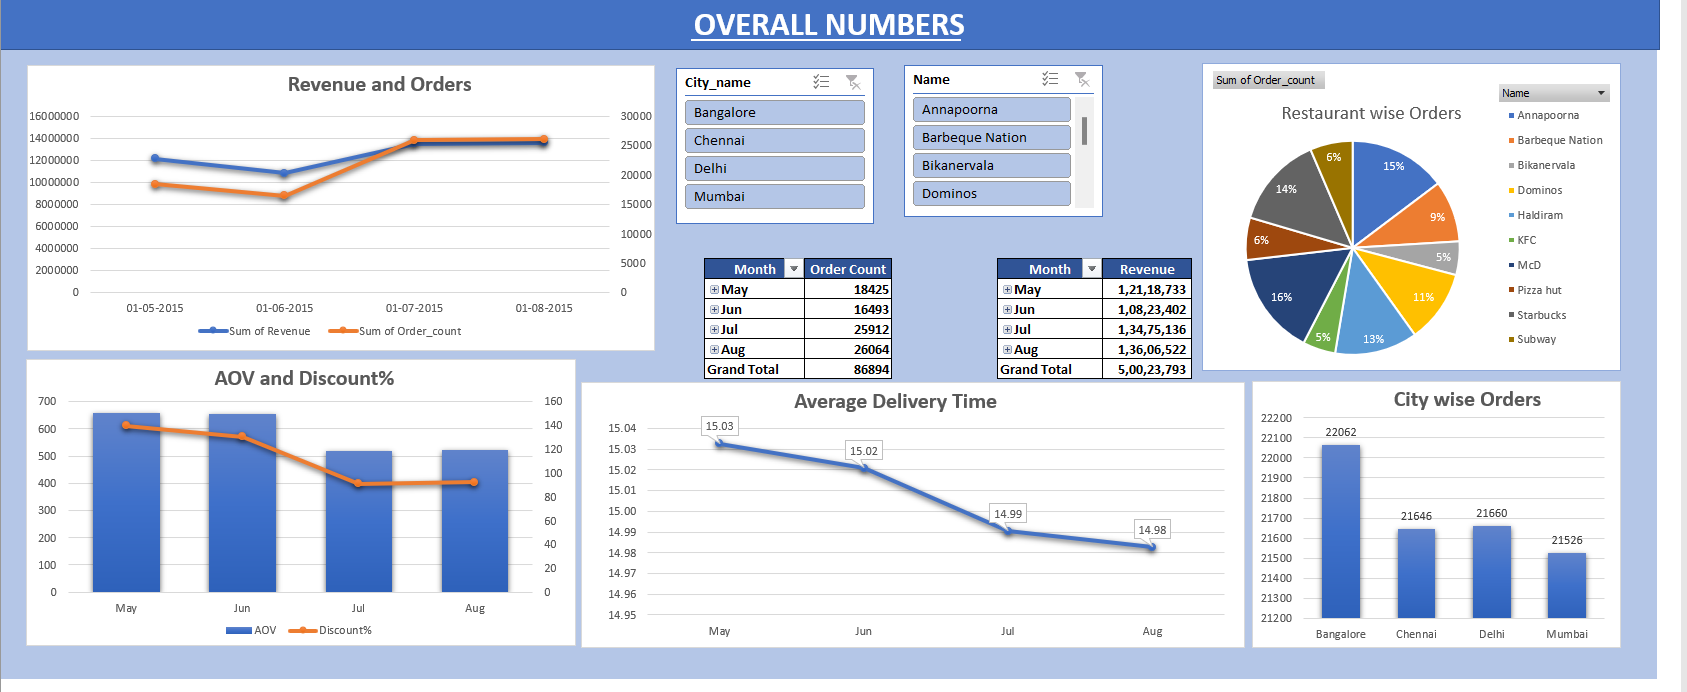 OVERALL NUMBERS
Revenue and Orders
16000000
14000000
12000000
10000000
8000000
6000000
4000000
2000000
0
30000
25000
20000
15000
10000
5000
0
01-05-2015 01-06-2015 01-07-2015 01-08-2015
Sum of Revenue Sum of Order_count
City_name
Bangalore
Chennai
Delhi
Mumbai
Name
Annapoorna
Barbeque Nation
Bikanervala
Dominos
Month Order Count
May 18425
Jun 16493
Jul 25912
Aug 26064
Grand Total 86894
Month Revenue
May 1,21,18,733
Jun 1,08,23,402
Jul 1,34,75,136
Aug 1,36,06,522
Grand Total 5,00,23,793
Sum of Order_count
Restaurant wise Orders
15%
9%
5%
11%
13%
5%
16%
6%
14%
6%
Name
Annapoorna
Barbeque Nation
Bikanervala
Dominos
Haldiram
KFC
McD
Pizza hut
Starbucks
Subway
AOV and Discount%
700
600
500
400
300
200
100
0
160
140
120
100
80
60
40
20
0
May Jun Jul Aug
AOV Discount%
Average Delivery Time
15.04
15.03
15.02
15.01
15.00
14.99
14.98
14.97
14.96
14.95
15.03
15.02
14.99
14.98
May Jun Jul Aug
City wise Orders
22200
22100
22000
21900
21800
21700
21600
21500
21400
21300
21200
22062
21646
21660
21526
Bangalore Chennai Delhi Mumbai